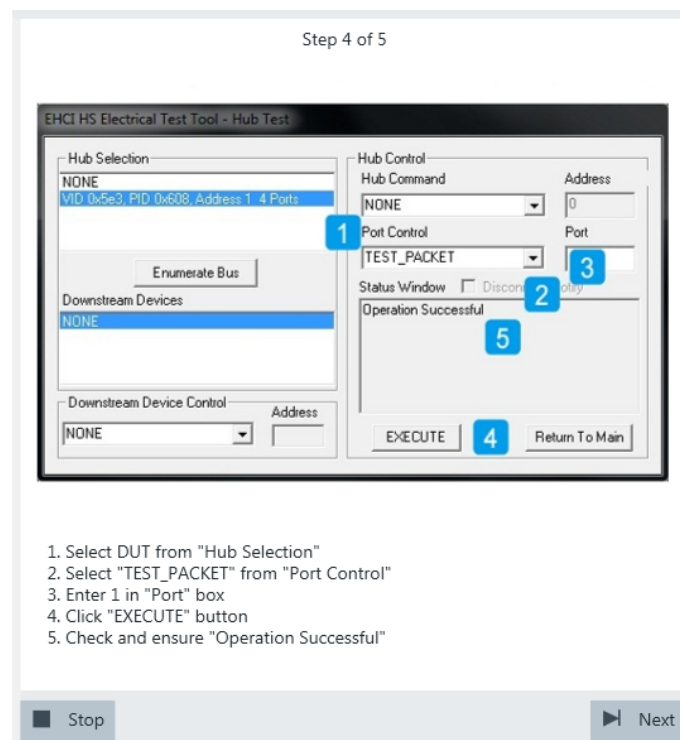 Step 4 of 5
EHCI HS Electrical Test Tool - Hub Test
Hub Selection
NONE
VID 0x5e3, PID 0x608, Address 1 4 Ports
Enumerate Bus
Downstream Devices
NONE
Downstream Device Control
Address
NONE
Hub Control
Hub Command
Address
NONE
0
1
Port Control
Port
TEST_PACKET
3
Status Window
2
Operation Successful
5
EXECUTE
4
Return To Main
1. Select DUT from "Hub Selection"
2. Select "TEST_PACKET" from "Port Control"
3. Enter 1 in "Port" box
4. Click "EXECUTE" button
5. Check and ensure "Operation Successful"
Stop
Next